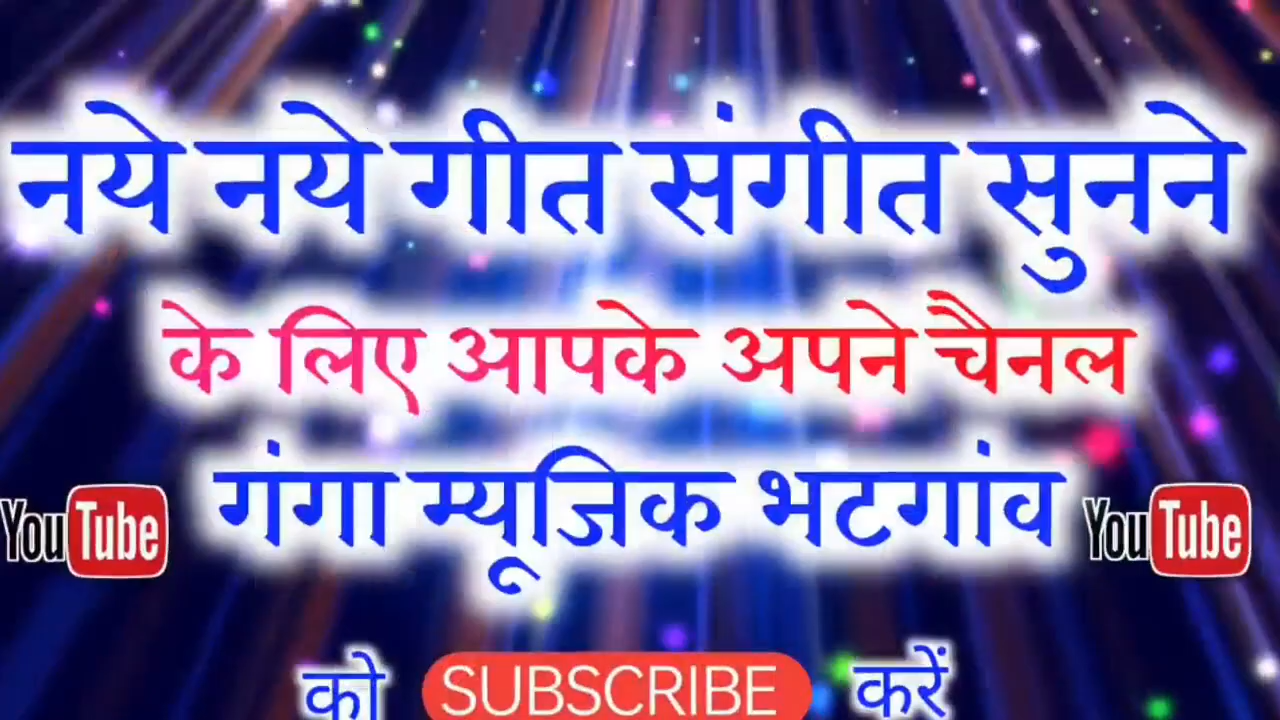 नये नये गीत संगीत सुनने
के लिए आपके अपने चैनल
गंगा म्यूजिक भटगांव
YouTube
YouTube
को SUBSCRIBE करें